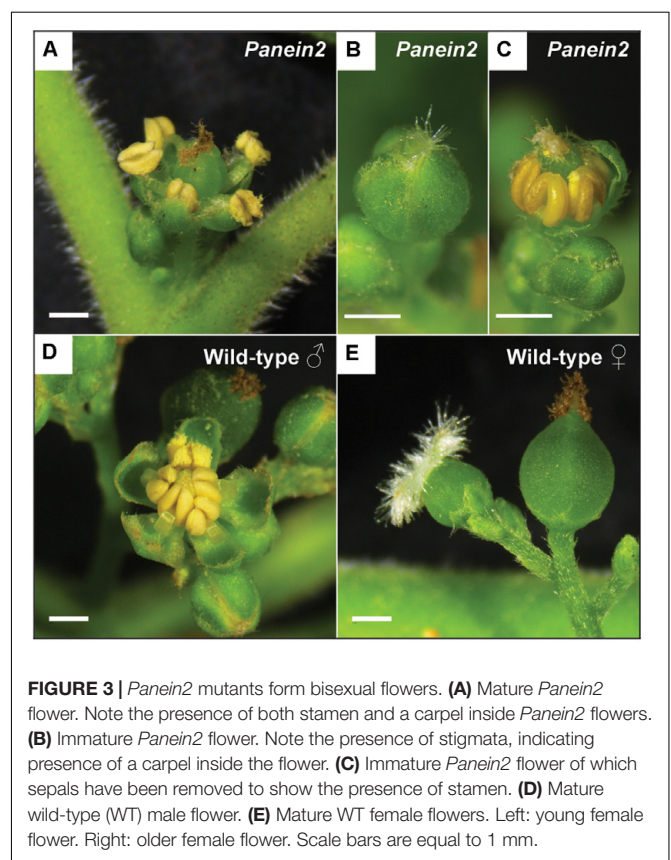 A
Panein2
B
Panein2
C
Panein2
D
Wild-type ♂
E
Wild-type ♀
FIGURE 3 | Panein2 mutants form bisexual flowers. (A) Mature Panein2
flower. Note the presence of both stamen and a carpel inside Panein2 flowers.
(B) Immature Panein2 flower. Note the presence of stigmata, indicating
presence of a carpel inside the flower. (C) Immature Panein2 flower of which
sepals have been removed to show the presence of stamen. (D) Mature
wild-type (WT) male flower. (E) Mature WT female flowers. Left: young female
flower. Right: older female flower. Scale bars are equal to 1 mm.